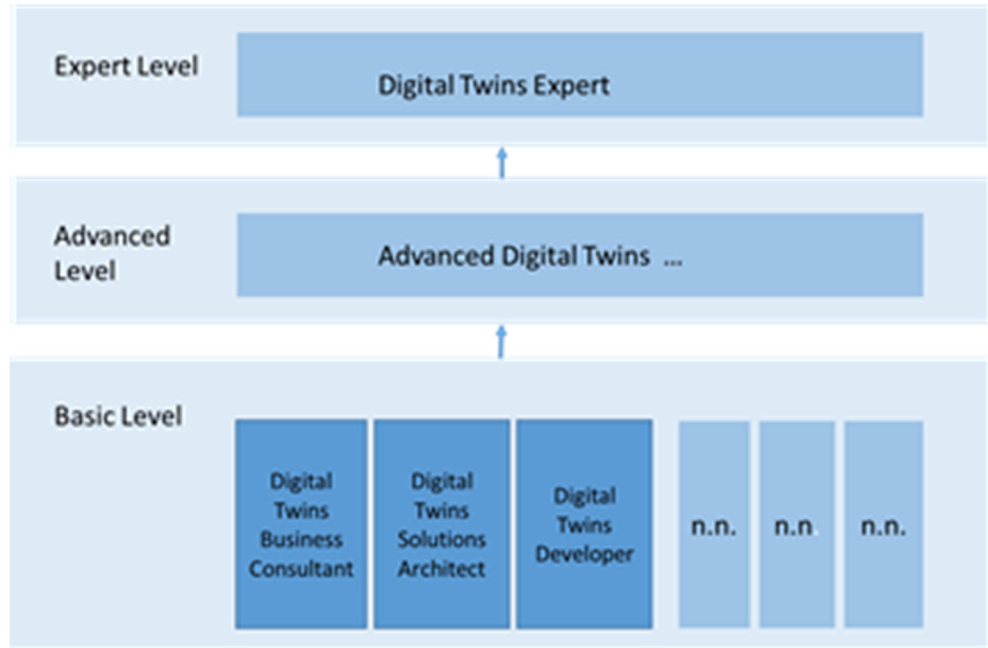 Expert Level
Digital Twins Expert
Advanced
Level
Advanced Digital Twins ...
Basic Level
Digital
Twins
Business
Consultant
Digital
Twins
Solutions
Architect
Digital
Twins
Developer
n.n.
n.n.
n.n.